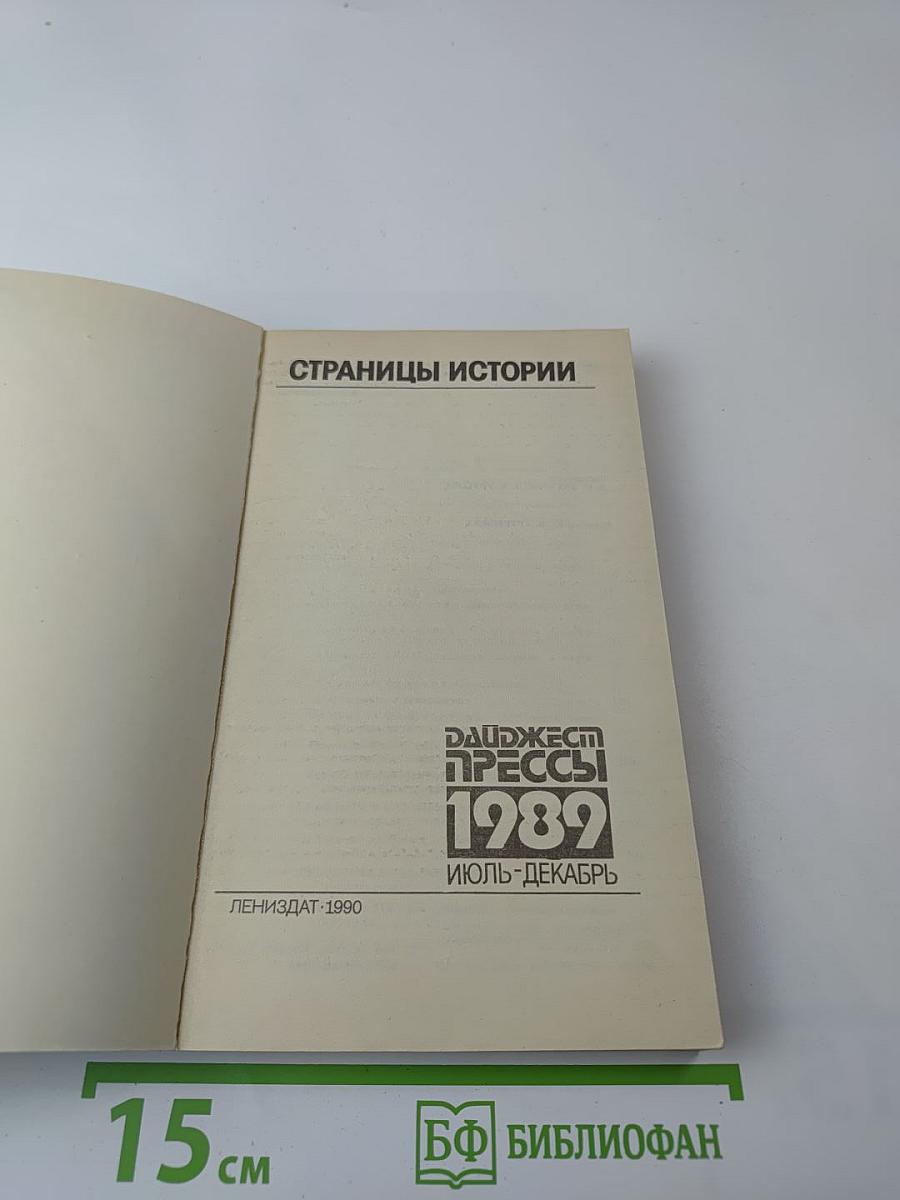 СТРАНИЦЫ ИСТОРИИ
ДАЙДЖЕСТ
ПРЕССЫ
1989
ИЮЛЬ-ДЕКАБРЬ
ЛЕНИЗДАТ·1990
15 см
БФ БИБЛИОФАН